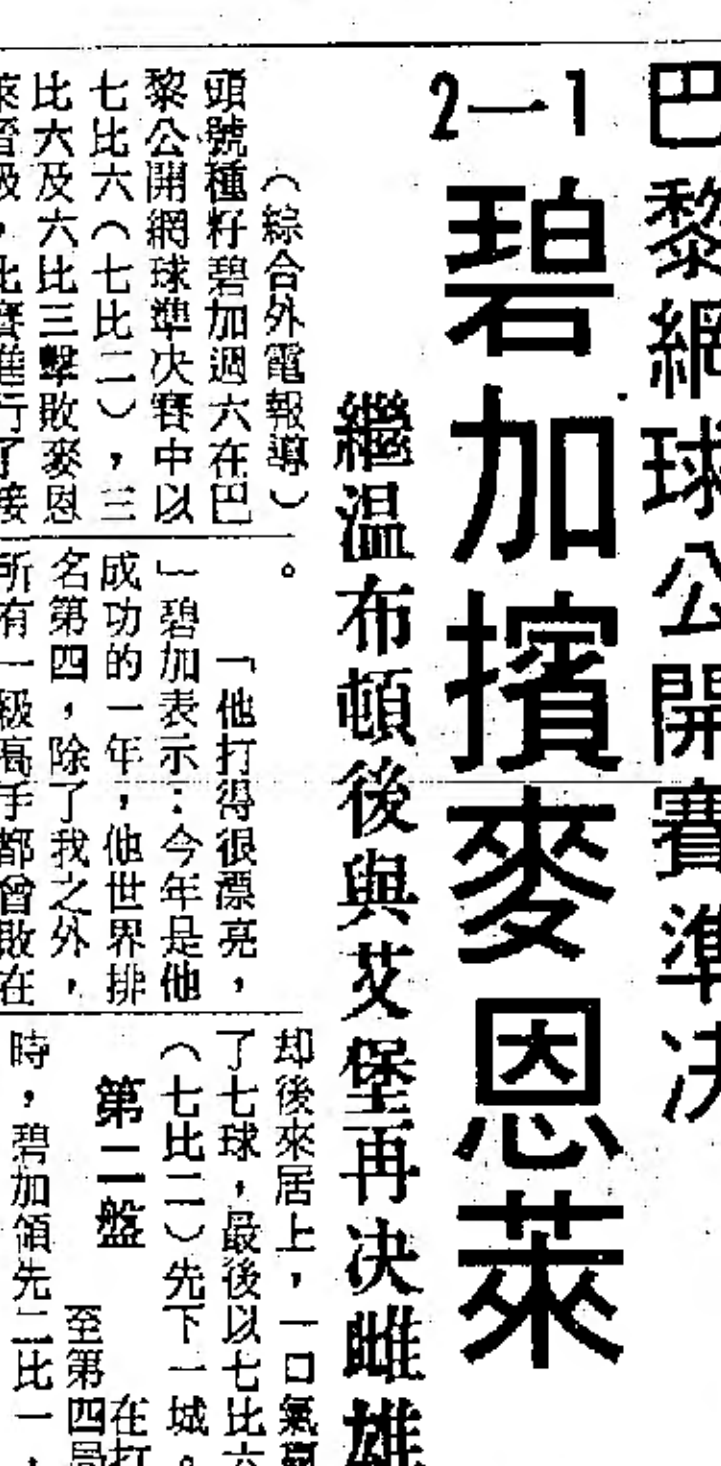 巴黎網球公開賽準决
2—1
碧加擯麥恩萊
繼温布頓後與艾堡再决雌雄
（綜合外電報導）
頭號種籽碧加週六在巴
黎公開網球準决賽中以
七比六（七比二），三
比六及六比三擊敗麥恩
萊晉級，比賽進行了接
。
「他打得很漂亮，
」碧加表示：今年是他
成功的一年，他世界排
名第四，除了我之外，
所有一級高手都曾敗在
却後來居上，一口氣贏
了七球，最後以七比六
（七比二）先下一城。
第二盤
在打
至第四局
時，碧加領先二比一，